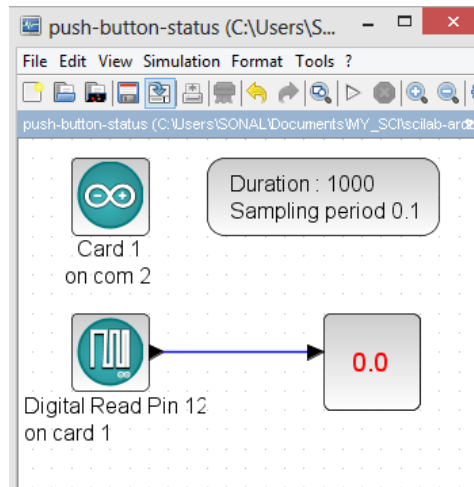 push-button-status (C:\Users\S...
File Edit View Simulation Format Tools ?
push-button-status (C:\Users\SONAL\Documents\MY_SCI\scilab-ard
Duration : 1000
Sampling period 0.1
Card 1
on com 2
0.0
Digital Read Pin 12
on card 1